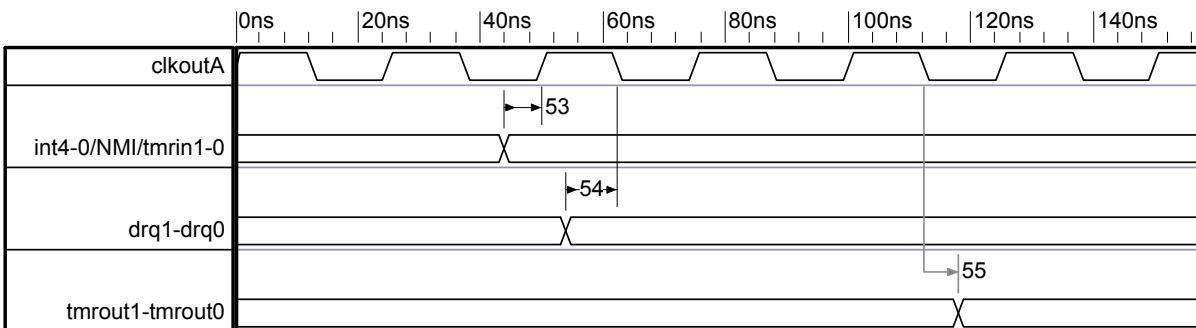 0ns 20ns 40ns 60ns 80ns 100ns 120ns 140ns
clkoutA
53
int4-0/NMI/tmrin1-0
54
drq1-drq0
55
tmrout1-tmrout0